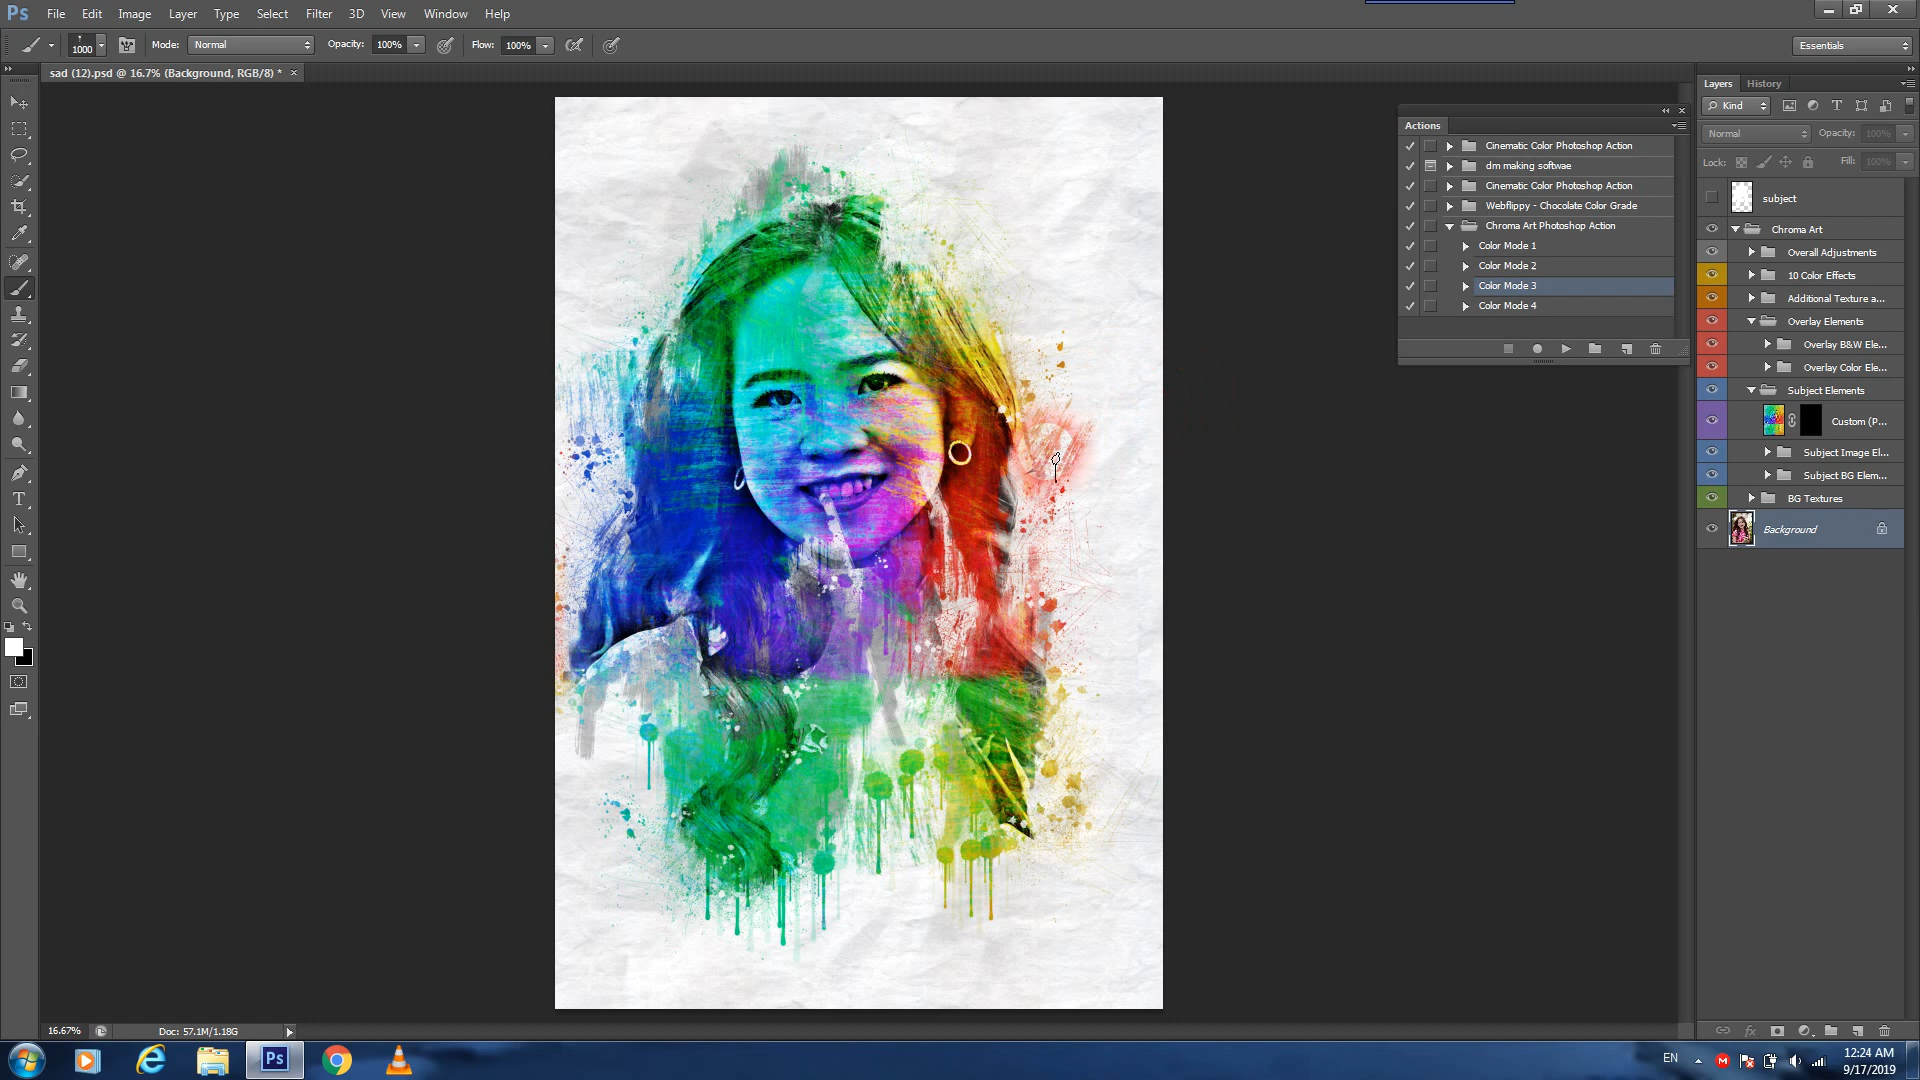 Ps File Edit Image Layer Type Select Filter 3D View Window Help
1000 Mode: Normal Opacity: 100% Flow: 100% Essentials
sad (12).psd @ 16.7% (Background, RGB/8) * ×
Layers History
Kind
Normal Opacity: 100%
Lock: Fill: 100%
subject
Chroma Art
Overall Adjustments
10 Color Effects
Additional Texture a...
Overlay Elements
Overlay B&W Ele...
Overlay Color Ele...
Subject Elements
Custom (P...
Subject Image El...
Subject BG Elem...
BG Textures
Background
Actions
Cinematic Color Photoshop Action
dm making softwae
Cinematic Color Photoshop Action
Webflippy - Chocolate Color Grade
Chroma Art Photoshop Action
Color Mode 1
Color Mode 2
Color Mode 3
Color Mode 4
16.67% Doc: 57.1M/1.18G
Ps
EN
12:24 AM
9/17/2019